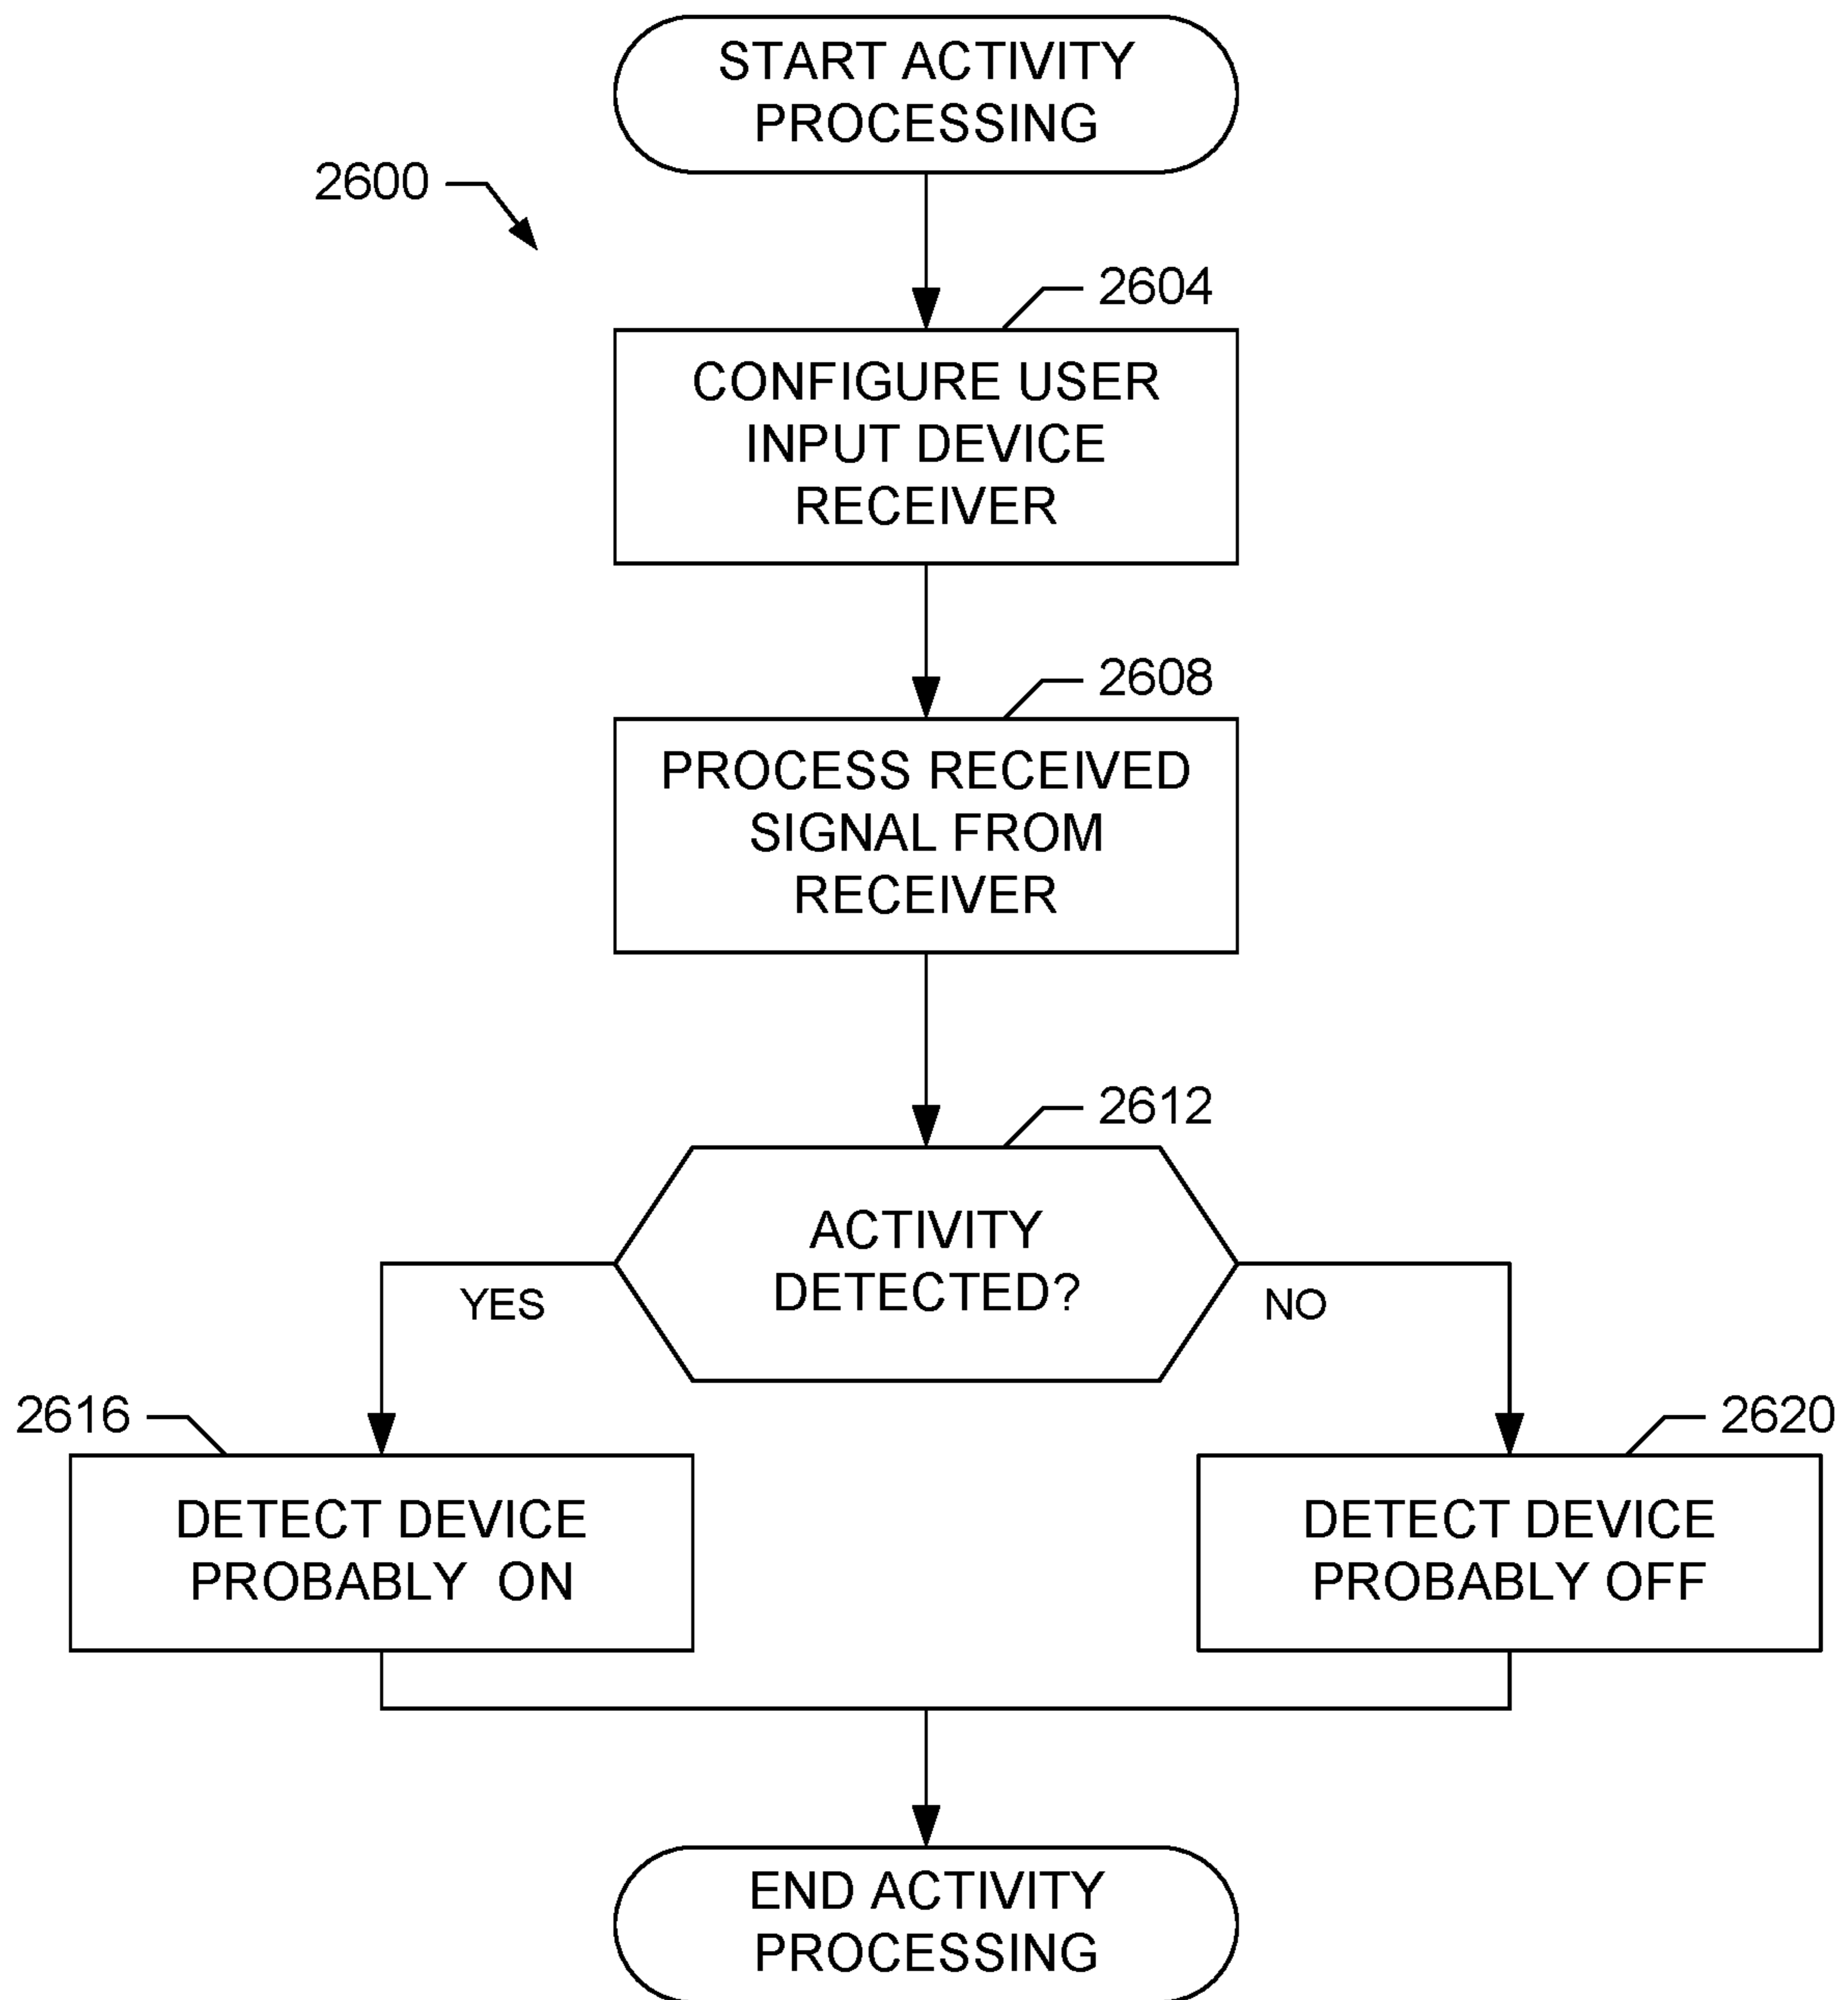 START ACTIVITY
PROCESSING
2600
2604
CONFIGURE USER
INPUT DEVICE
RECEIVER
2608
PROCESS RECEIVED
SIGNAL FROM
RECEIVER
2612
ACTIVITY
DETECTED?
YES
NO
2616
2620
DETECT DEVICE
PROBABLY ON
DETECT DEVICE
PROBABLY OFF
END ACTIVITY
PROCESSING